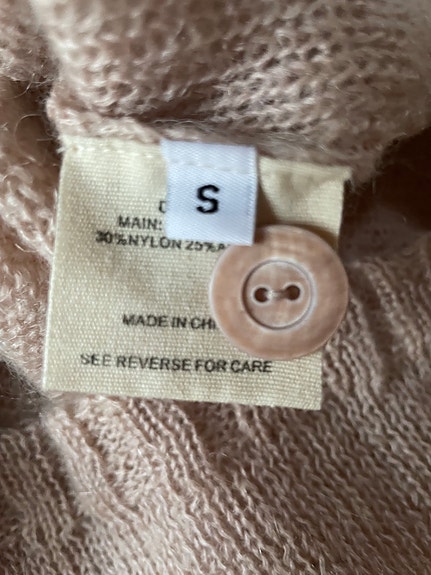 S
MAIN:
30%NYLON 25%A
MADE IN CH
SEE REVERSE FOR CARE